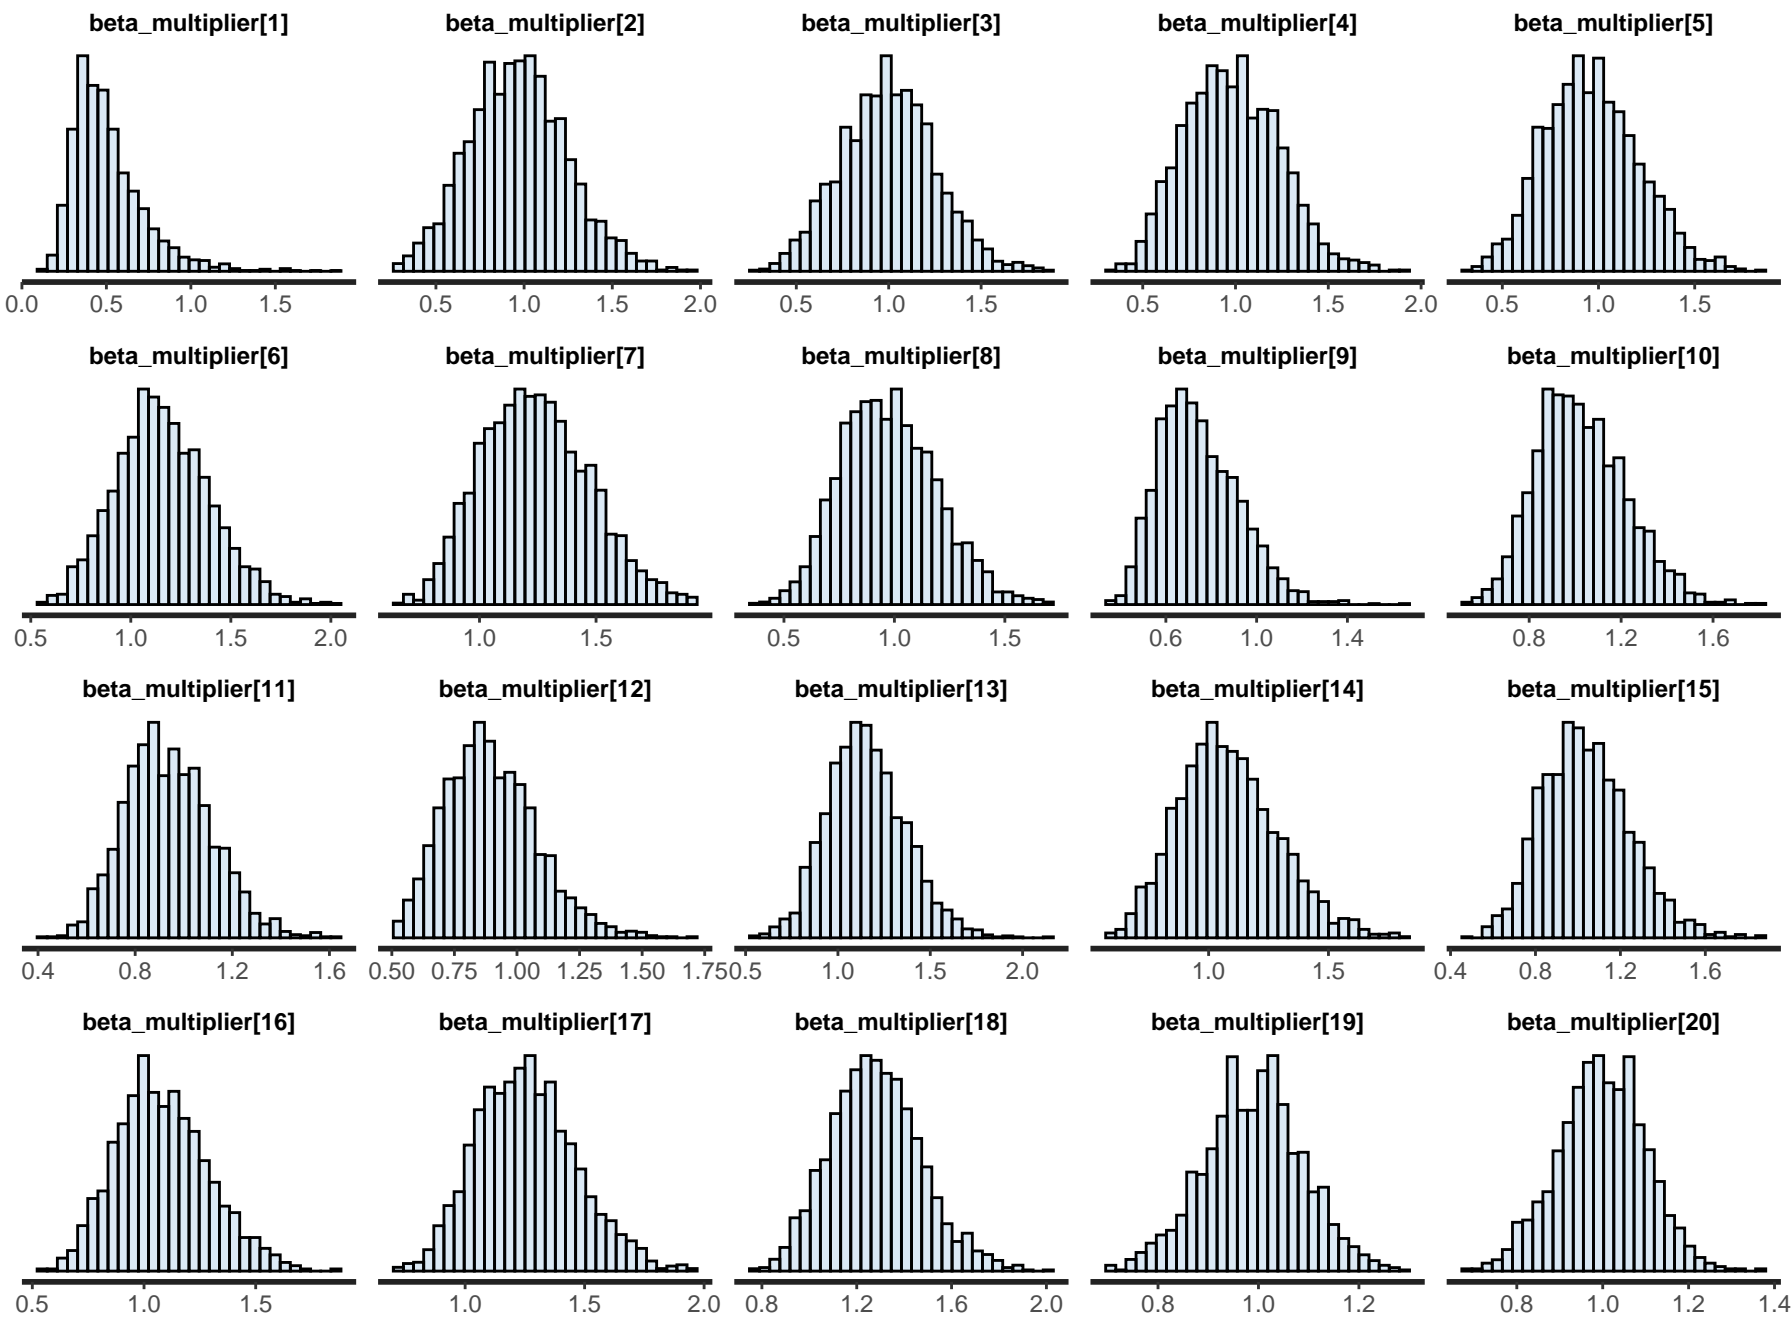 beta_multiplier[1] beta_multiplier[2] beta_multiplier[3] beta_multiplier[4] beta_multiplier[5]
0.0 0.5 1.0 1.5 0.5 1.0 1.5 2.0 0.5 1.0 1.5 0.5 1.0 1.5 2.0 0.5 1.0 1.5
beta_multiplier[6] beta_multiplier[7] beta_multiplier[8] beta_multiplier[9] beta_multiplier[10]
0.5 1.0 1.5 2.0 1.0 1.5 0.5 1.0 1.5 0.6 1.0 1.4 0.8 1.2 1.6
beta_multiplier[11] beta_multiplier[12] beta_multiplier[13] beta_multiplier[14] beta_multiplier[15]
0.4 0.8 1.2 1.6 0.50 0.75 1.00 1.25 1.50 1.75 0.5 1.0 1.5 2.0 1.0 1.5 0.4 0.8 1.2 1.6
beta_multiplier[16] beta_multiplier[17] beta_multiplier[18] beta_multiplier[19] beta_multiplier[20]
0.5 1.0 1.5 1.0 1.5 2.0 0.8 1.2 1.6 2.0 0.8 1.0 1.2 0.8 1.0 1.2 1.4